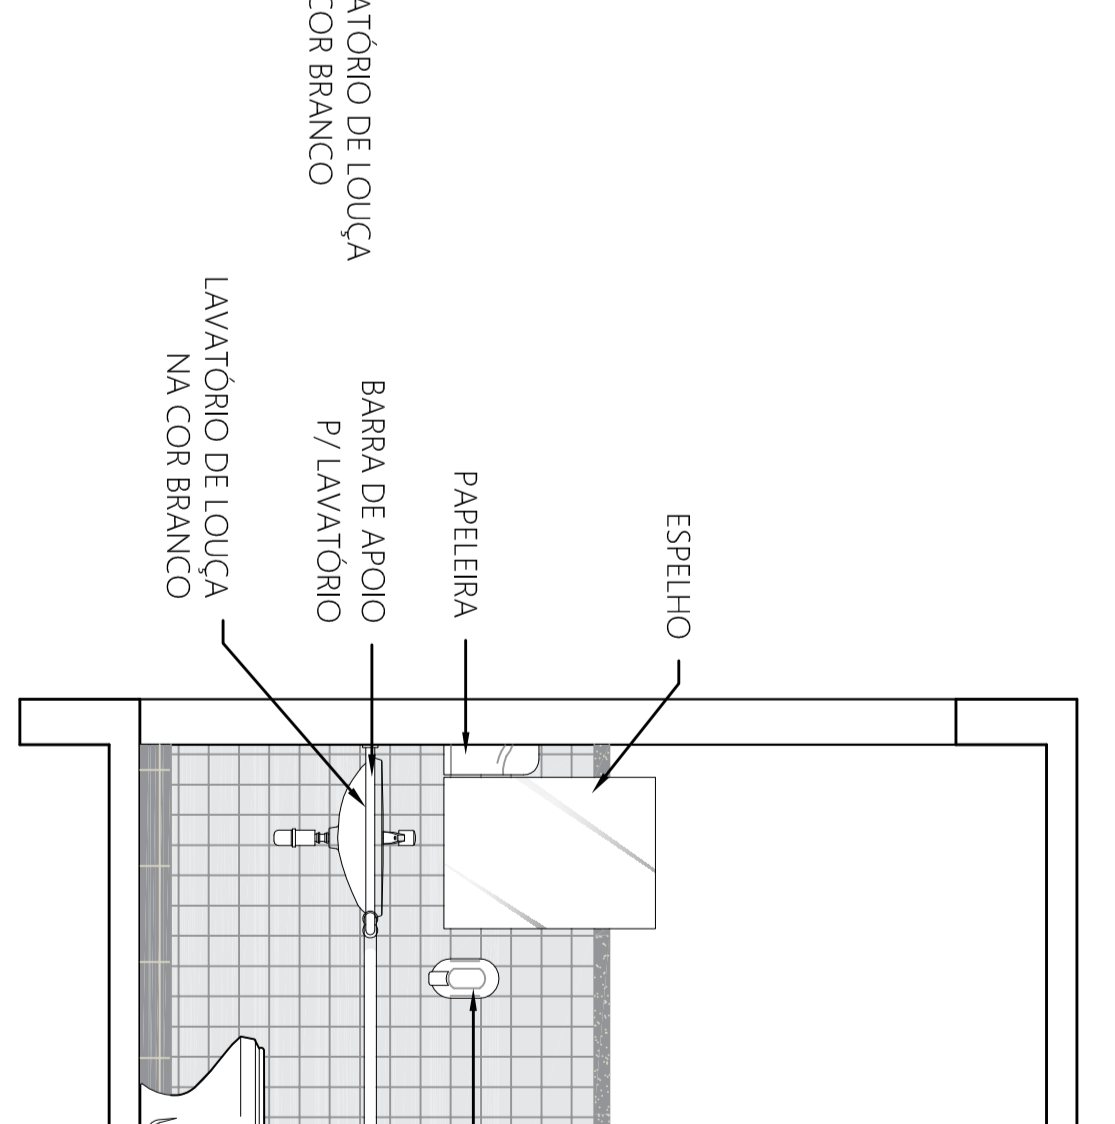 ATÓRIO DE LOUÇA
COR BRANCO
ESPELHO
PAPELEIRA
BARRA DE APOIO
P/ LAVATÓRIO
LAVATÓRIO DE LOUÇA
NA COR BRANCO